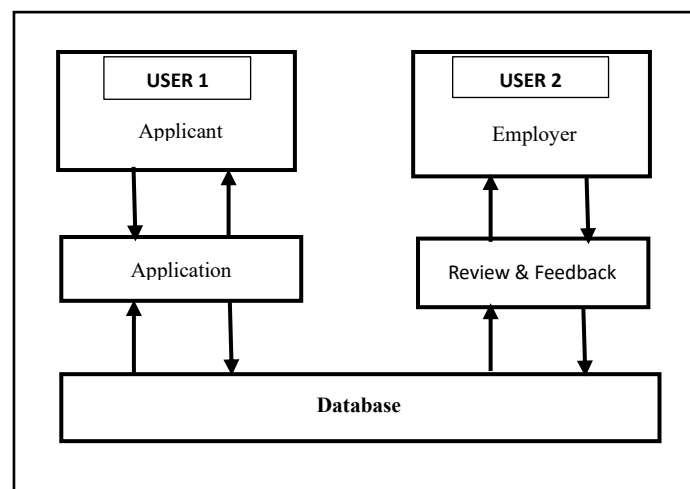 USER 1
Applicant
USER 2
Employer
Application
Review & Feedback
Database